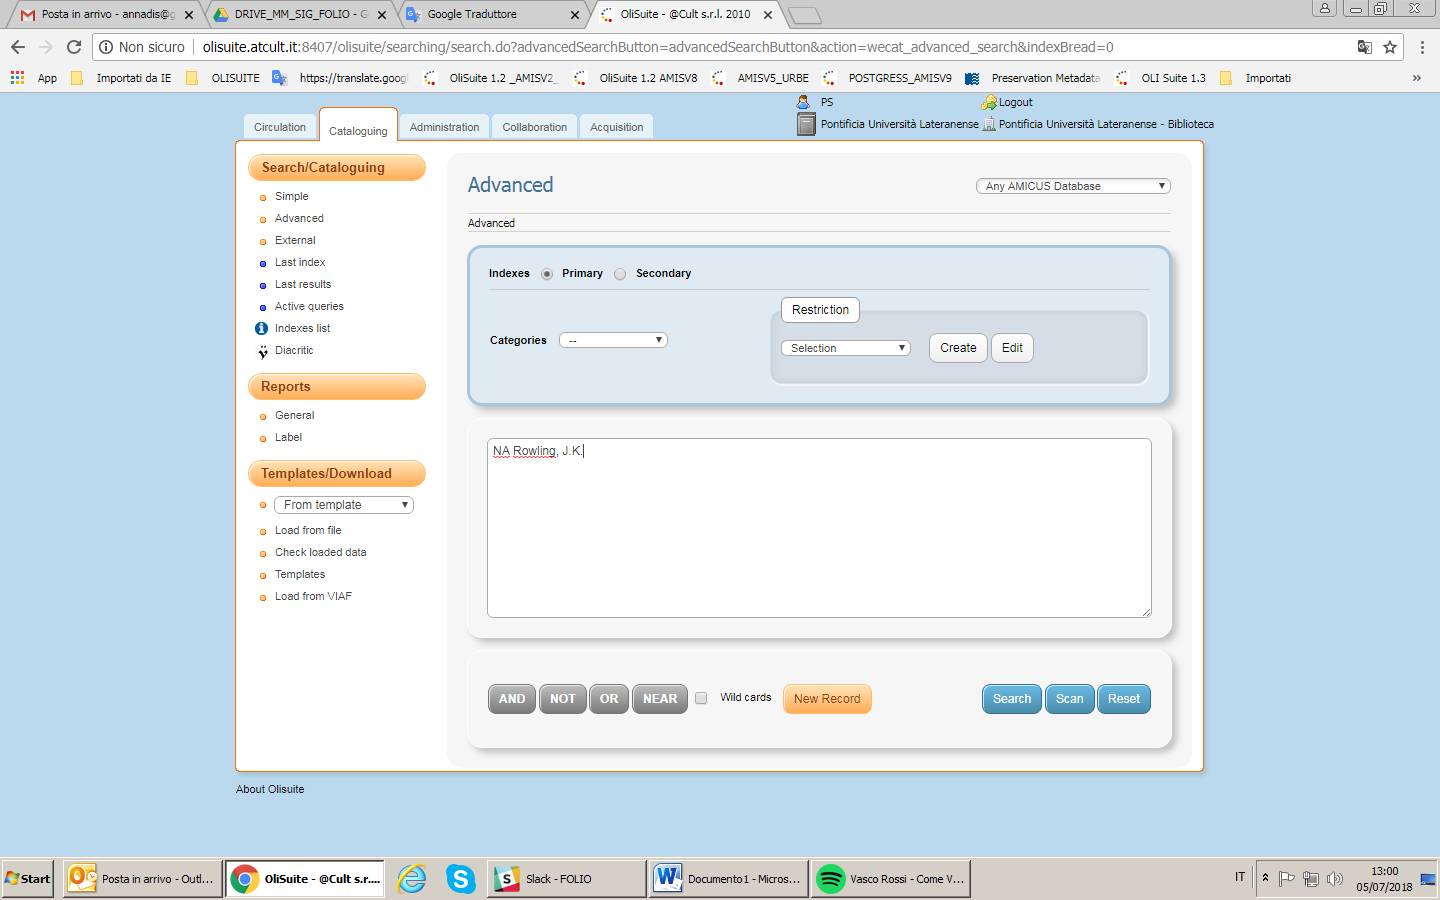 Posta in arrivo - annadis@g
DRIVE_MM_SIG_FOLIO - G
Google Traduttore
OliSuite - @Cult s.r.l. 2010
Non sicuro
olisuite.atcult.it:8407/olisuite/searching/search.do?advancedSearchButton=advancedSearchButton&action=wecat_advanced_search&indexBread=0
App
Importati da IE
OLISUITE
https://translate.goog
OliSuite 1.2 _AMISV2_
OliSuite 1.2 AMISV8
AMISV5_URBE
POSTGRESS_AMISV9
Preservation Metadata
OLI Suite 1.3
Importati
»
PS
Logout
Pontificia Università Lateranense
Pontificia Università Lateranense - Biblioteca
Circulation
Cataloguing
Administration
Collaboration
Acquisition
Search/Cataloguing
Simple
Advanced
External
Last index
Last results
Active queries
Indexes list
Diacritic
Reports
General
Label
Templates/Download
From template
Load from file
Check loaded data
Templates
Load from VIAF
Advanced
Any AMICUS Database
Advanced
Indexes
Primary
Secondary
Categories
--
Restriction
Selection
Create
Edit
NA Rowling, J.K.
AND
NOT
OR
NEAR
Wild cards
New Record
Search
Scan
Reset
About Olisuite
Start
Posta in arrivo - Outl...
OliSuite - @Cult s.r....
Slack - FOLIO
Documento1 - Micros...
Vasco Rossi - Come V...
IT
13:00
05/07/2018